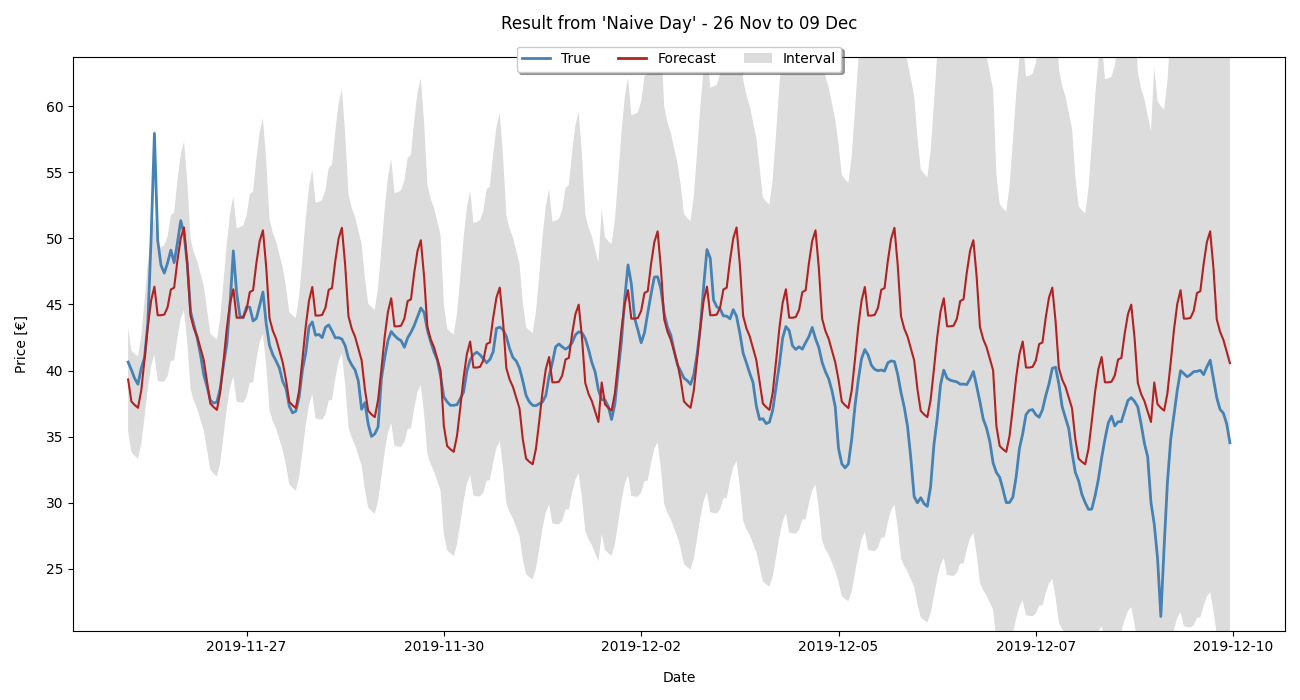 Result from 'Naive Day' - 26 Nov to 09 Dec
True Forecast Interval
60
55
50
45
40
35
30
25
Price [€]
2019-11-27 2019-11-30 2019-12-02 2019-12-05 2019-12-07 2019-12-10
Date